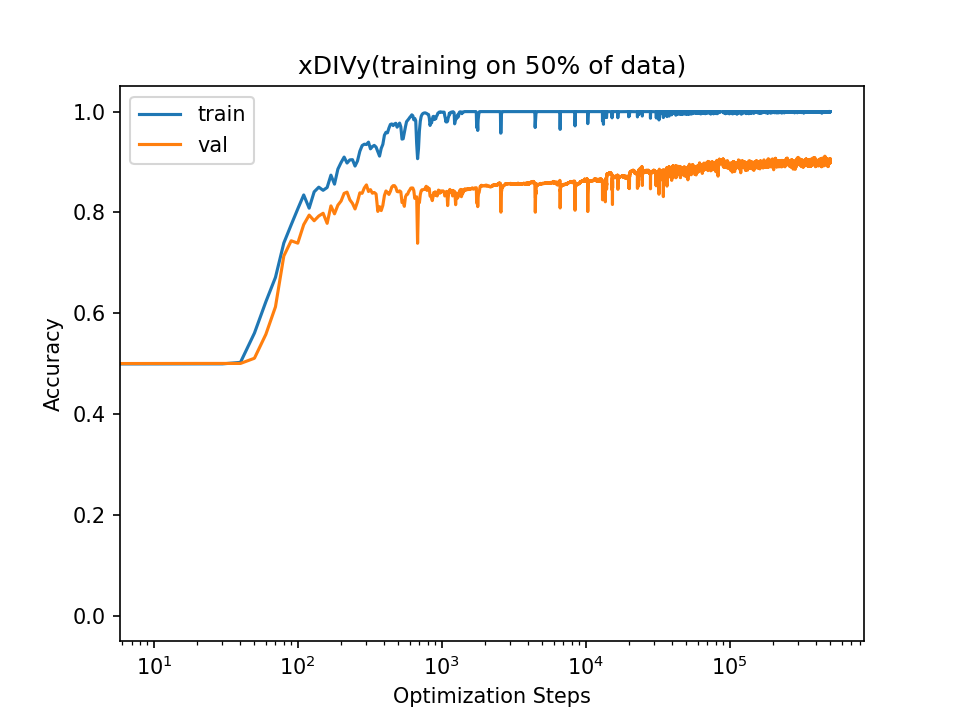 xDIVy(training on 50% of data)
train
val
1.0
0.8
0.6
0.4
0.2
0.0
Accuracy
10¹ 10² 10³ 10⁴ 10⁵
Optimization Steps